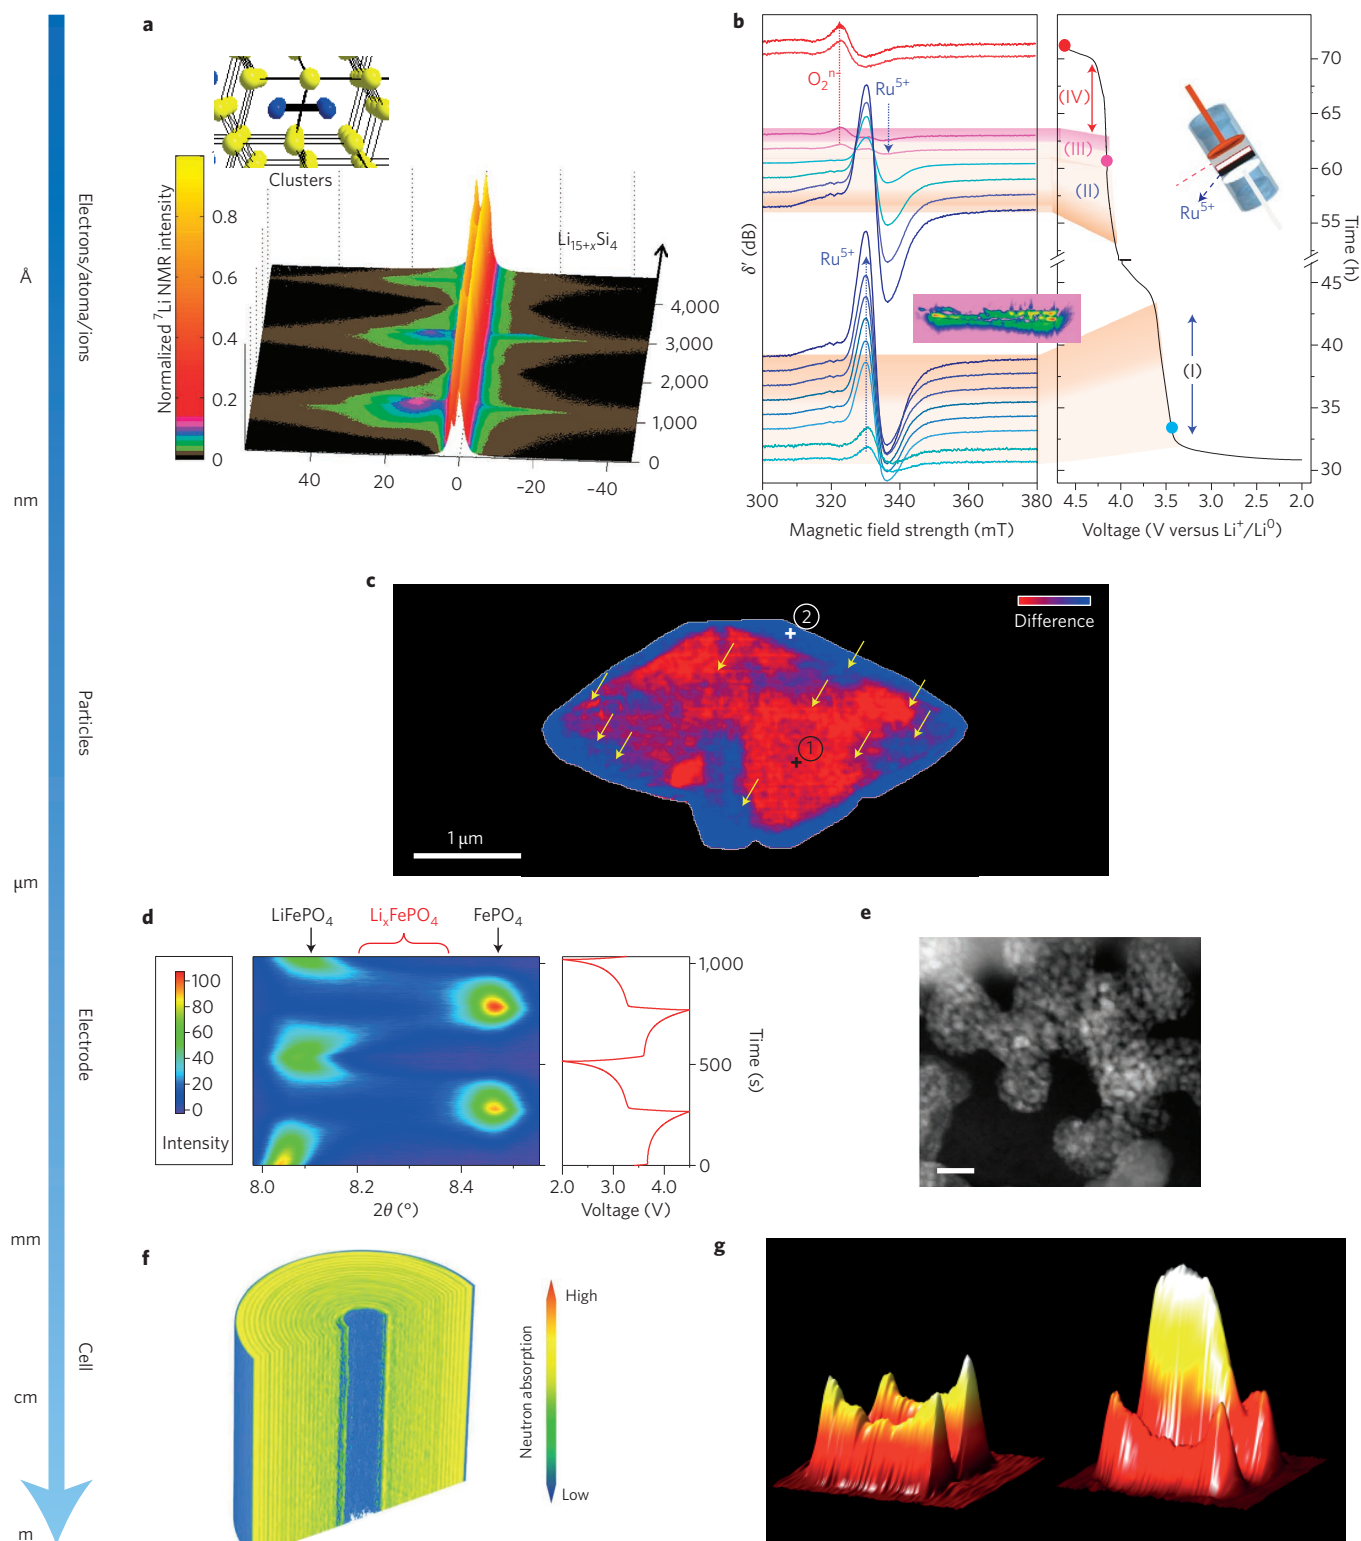 Å
nm
μm
mm
cm
m
Electrons/atoma/ions
Particles
Electrode
Cell
a
Clusters
Normalized ⁷Li NMR intensity
0.8
0.6
0.4
0.2
0
Li₁₅₊ₓSi₄
4,000
3,000
2,000
1,000
0
40
20
0
−20
−40
b
δ′ (dB)
O₂ⁿ⁻
Ru⁵⁺
Ru⁵⁺
300
320
340
360
380
Magnetic field strength (mT)
(IV)
(III)
(II)
(I)
Ru⁵⁺
70
65
60
55
45
40
35
30
Time (h)
4.5
4.0
3.5
3.0
2.5
2.0
Voltage (V versus Li⁺/Li⁰)
c
2
1
Difference
1 μm
d
LiFePO₄
LiₓFePO₄
FePO₄
100
80
60
40
20
0
Intensity
8.0
8.2
8.4
2θ (°)
1,000
500
0
Time (s)
2.0
3.0
4.0
Voltage (V)
e
f
High
Neutron absorption
Low
g